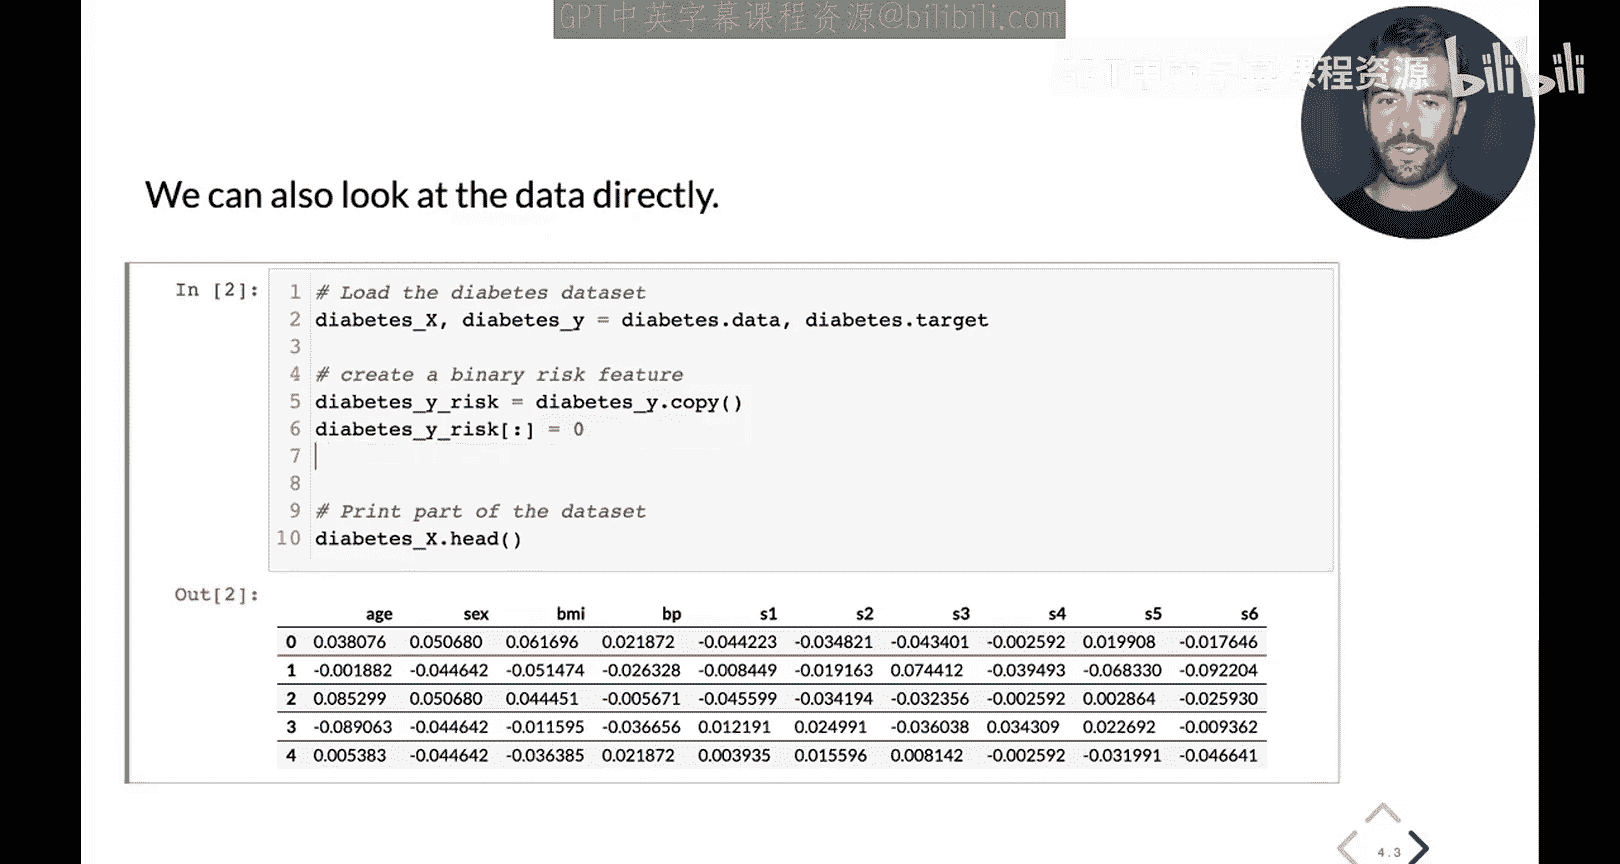 GPT中英字幕课程资源@bilibili.com
课程资源 bilibili
We can also look at the data directly.
In [2]:
1 # Load the diabetes dataset
2 diabetes_X, diabetes_y = diabetes.data, diabetes.target
3
4 # create a binary risk feature
5 diabetes_y_risk = diabetes_y.copy()
6 diabetes_y_risk[:] = 0
7
8
9 # Print part of the dataset
10 diabetes_X.head()
Out[2]:
age sex bmi bp s1 s2 s3 s4 s5 s6
0 0.038076 0.050680 0.061696 0.021872 -0.044223 -0.034821 -0.043401 -0.002592 0.019908 -0.017646
1 -0.001882 -0.044642 -0.051474 -0.026328 -0.008449 -0.019163 0.074412 -0.039493 -0.068330 -0.092204
2 0.085299 0.050680 0.044451 -0.005671 -0.045599 -0.034194 -0.032356 -0.002592 0.002864 -0.025930
3 -0.089063 -0.044642 -0.011595 -0.036656 0.012191 0.024991 -0.036038 0.034309 0.022692 -0.009362
4 0.005383 -0.044642 -0.036385 0.021872 0.003935 0.015596 0.008142 -0.002592 -0.031991 -0.046641
4.3